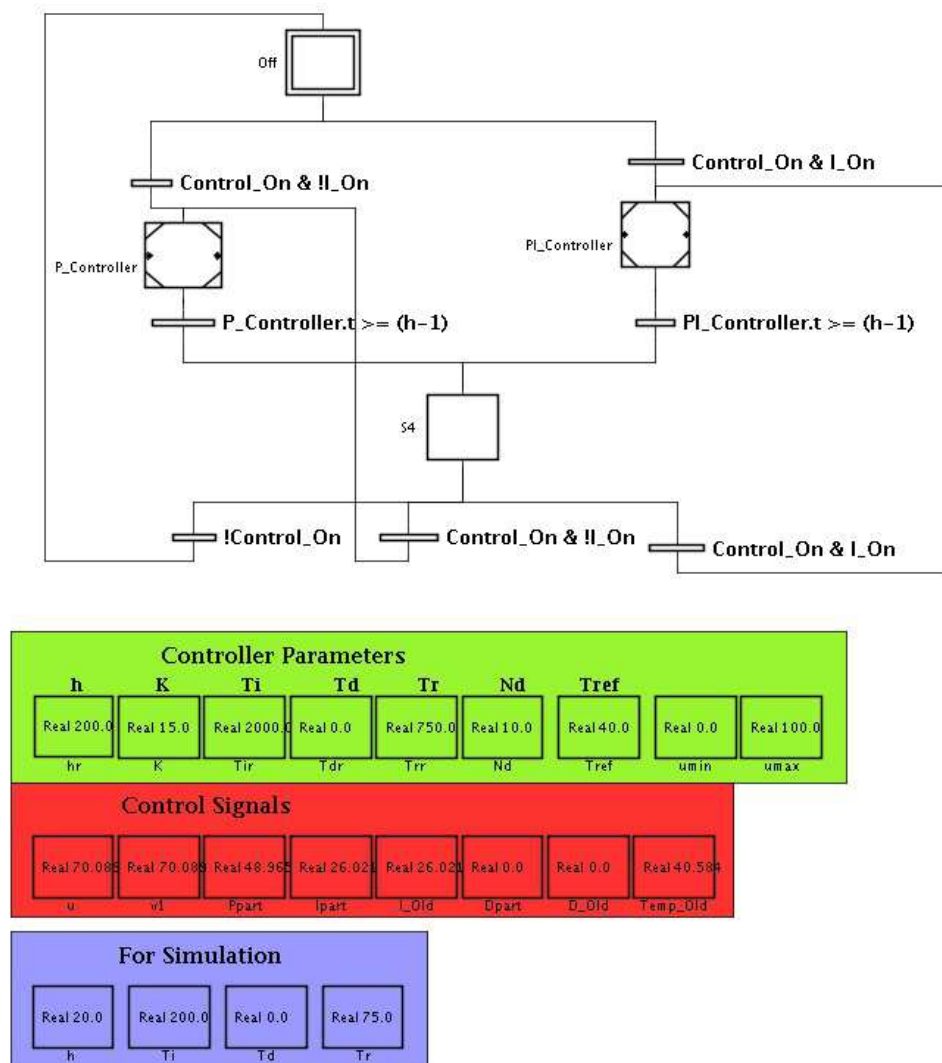 Off
Control_On & !I_On
Control_On & I_On
P_Controller
PI_Controller
P_Controller.t >= (h-1)
PI_Controller.t >= (h-1)
S4
!Control_On
Control_On & !I_On
Control_On & I_On
Controller Parameters
h K Ti Td Tr Nd Tref
Real 200.0 Real 15.0 Real 2000.0 Real 0.0 Real 750.0 Real 10.0 Real 40.0 Real 0.0 Real 100.0
hr K Tir Tdr Trr Nd Tref umin umax
Control Signals
Real 70.089 Real 48.965 Real 26.021 Real 26.021 Real 0.0 Real 0.0 Real 40.584
u v1 Ppart Ipart I_Old Dpart D_Old Temp_Old
For Simulation
Real 20.0 Real 200.0 Real 0.0 Real 75.0
h Ti Td Tr